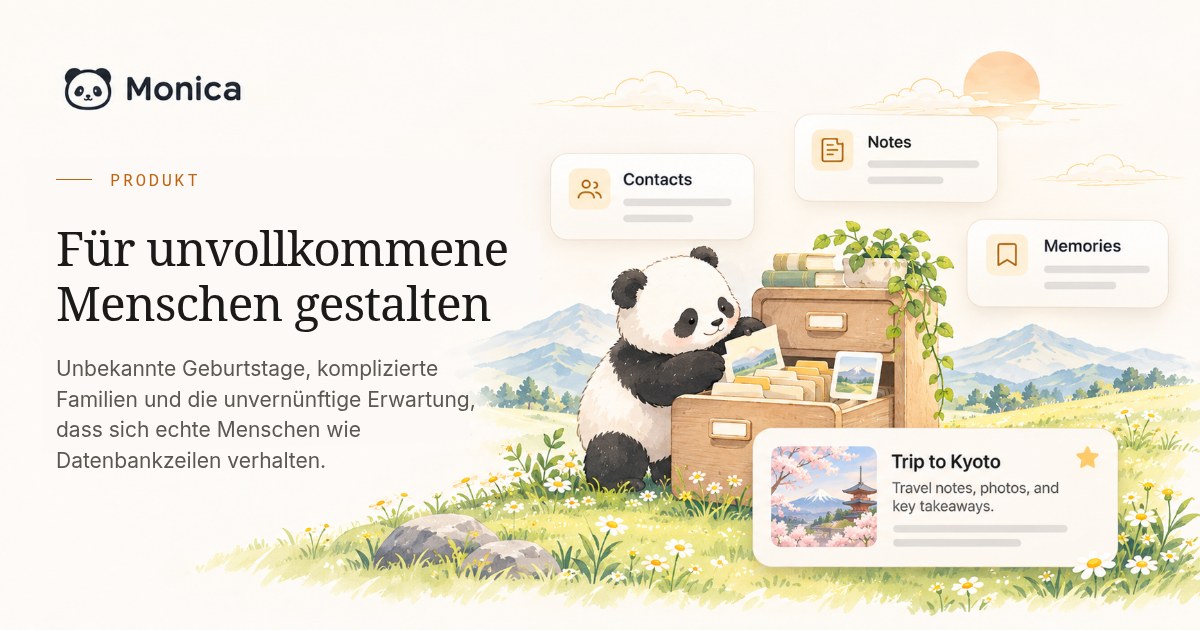 Monica
PRODUKT
Für unvollkommene
Menschen gestalten
Unbekannte Geburtstage, komplizierte
Familien und die unvernünftige Erwartung,
dass sich echte Menschen wie
Datenbankzeilen verhalten.
Contacts
Notes
Memories
Trip to Kyoto
Travel notes, photos, and
key takeaways.